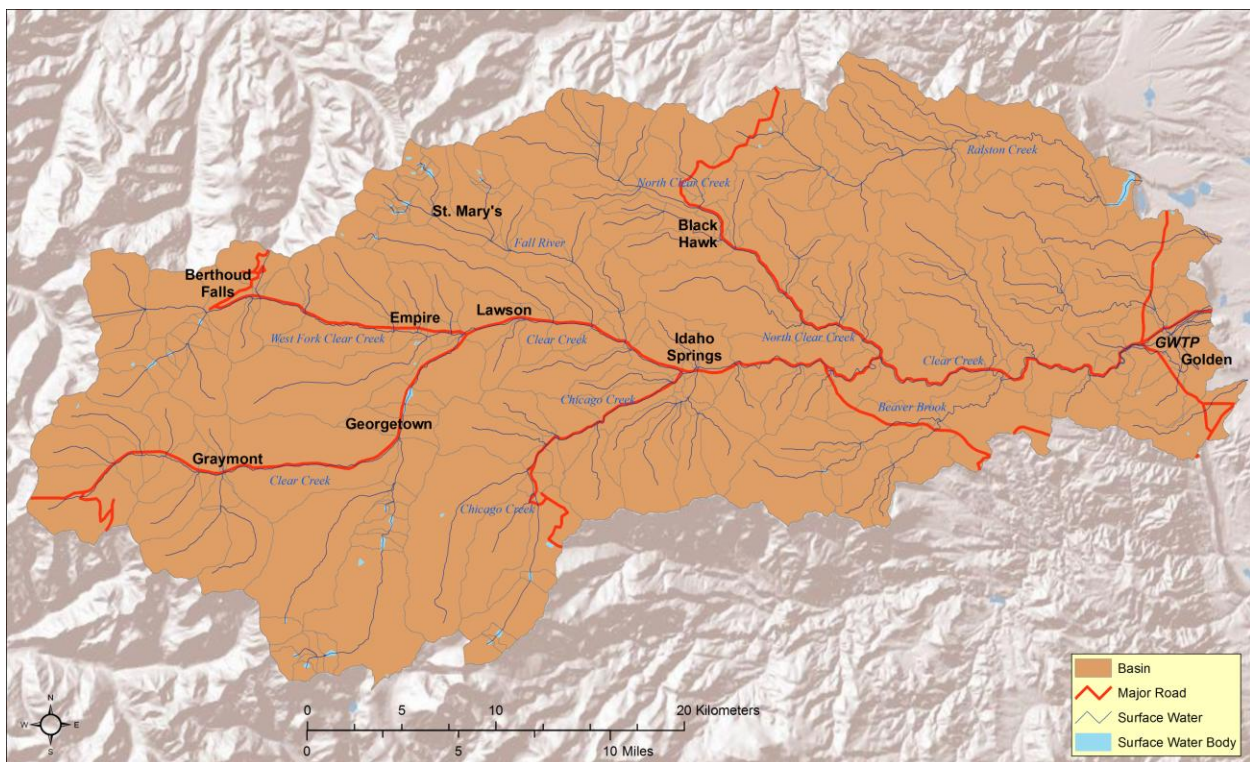 Ralston Creek
North Clear Creek
St. Mary's
Black
Hawk
Fall River
Berthoud
Falls
Empire
Lawson
West Fork Clear Creek
Clear Creek
Idaho
Springs
North Clear Creek
Clear Creek
GWTP
Golden
Chicago Creek
Beaver Brook
Georgetown
Graymont
Clear Creek
Chicago Creek
N
W
E
S
0 5 10 20 Kilometers
0 5 10 Miles
Basin
Major Road
Surface Water
Surface Water Body